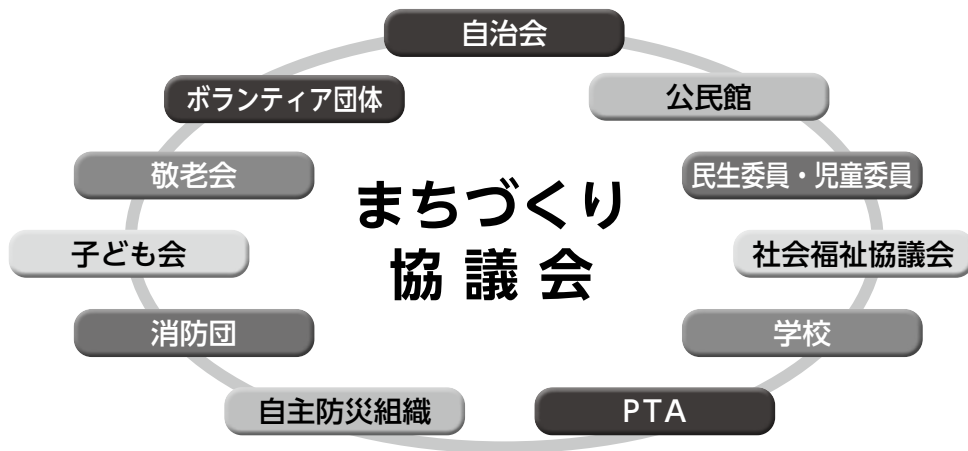 自治会
ボランティア団体
公民館
敬老会
民生委員・児童委員
まちづくり
協議会
子ども会
社会福祉協議会
消防団
学校
自主防災組織
PTA